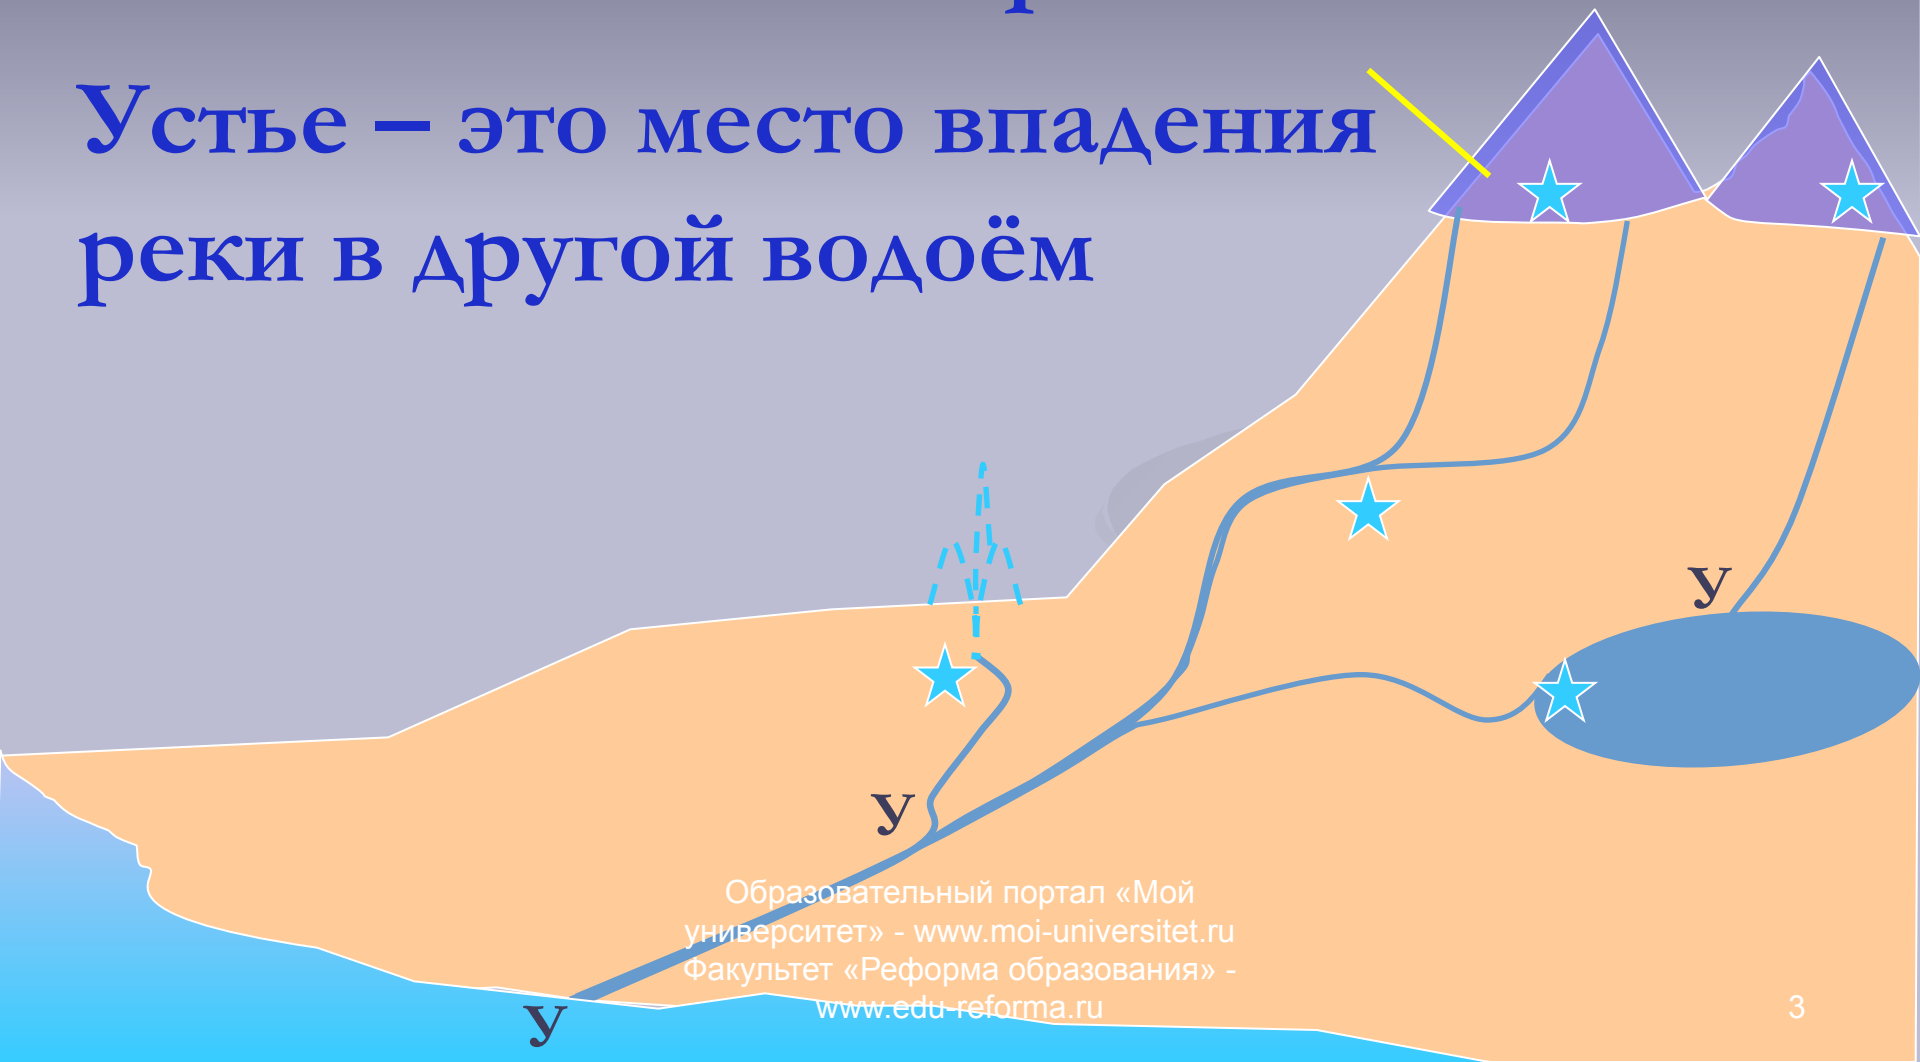 Устье – это место впадения
реки в другой водоём
У
У
У
Образовательный портал «Мой
университет» - www.moi-universitet.ru
Факультет «Реформа образования» -
www.edu-reforma.ru
3